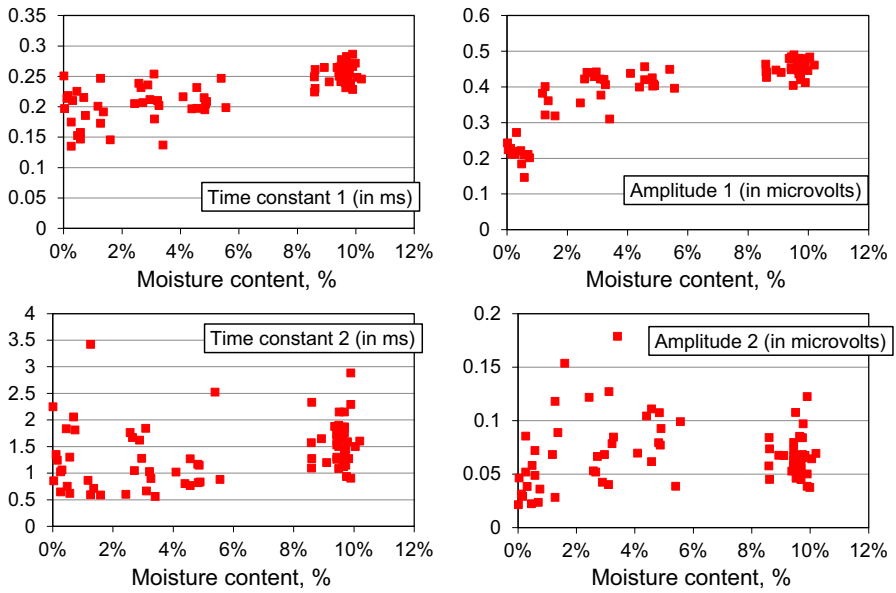 0.35
0.3
0.25
0.2
0.15
0.1
0.05
0
Time constant 1 (in ms)
0% 2% 4% 6% 8% 10% 12%
Moisture content, %
0.6
0.5
0.4
0.3
0.2
0.1
0
Amplitude 1 (in microvolts)
0% 2% 4% 6% 8% 10% 12%
Moisture content, %
4
3.5
3
2.5
2
1.5
1
0.5
0
Time constant 2 (in ms)
0% 2% 4% 6% 8% 10% 12%
Moisture content, %
0.2
0.15
0.1
0.05
0
Amplitude 2 (in microvolts)
0% 2% 4% 6% 8% 10% 12%
Moisture content, %